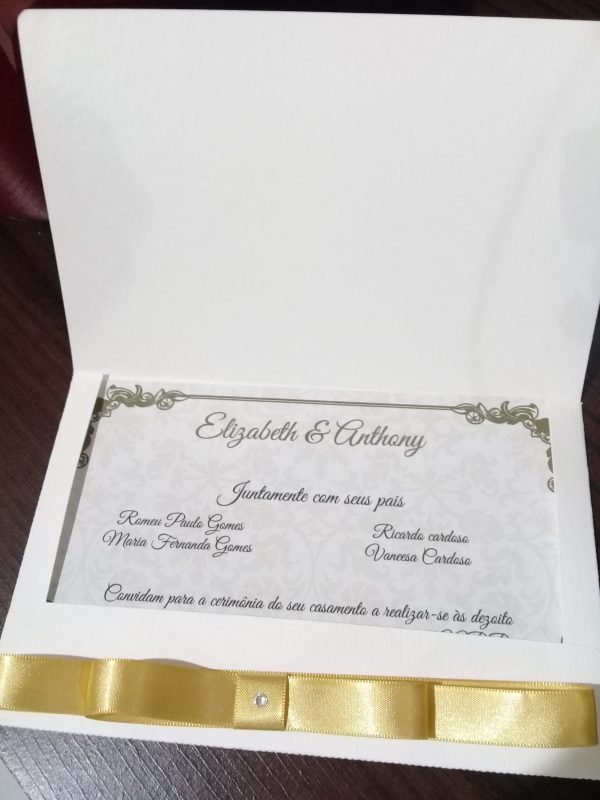 Elizabeth & Anthony
Juntamente com seus pais
Romeu Paulo Gomes
Maria Fernanda Gomes
Ricardo cardoso
Vaneesa Cardoso
Convidam para a cerimônia do seu casamento a realizar-se às dezoito